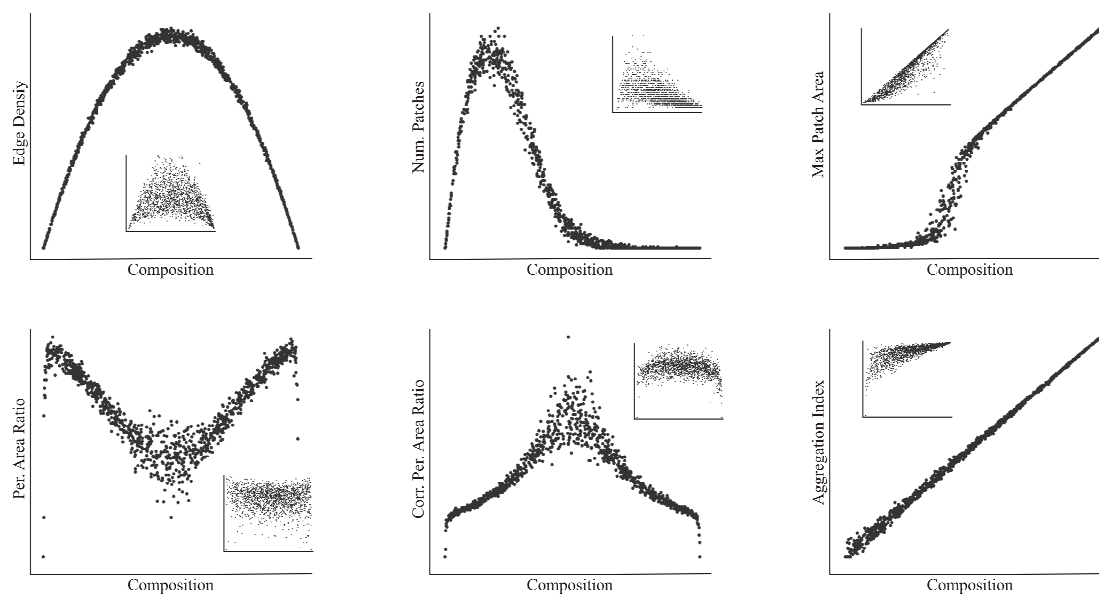 Edge Density
Composition
Num. Patches
Composition
Max Patch Area
Composition
Per. Area Ratio
Composition
Corr. Per. Area Ratio
Composition
Aggregation Index
Composition